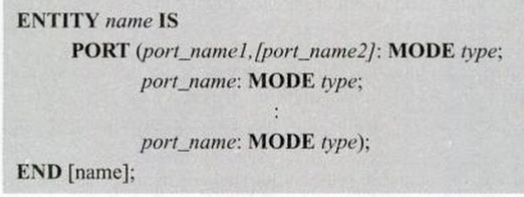 ENTITY name IS
PORT (port_name1,[port_name2]: MODE type;
port_name: MODE type;
:
port_name: MODE type);
END [name];